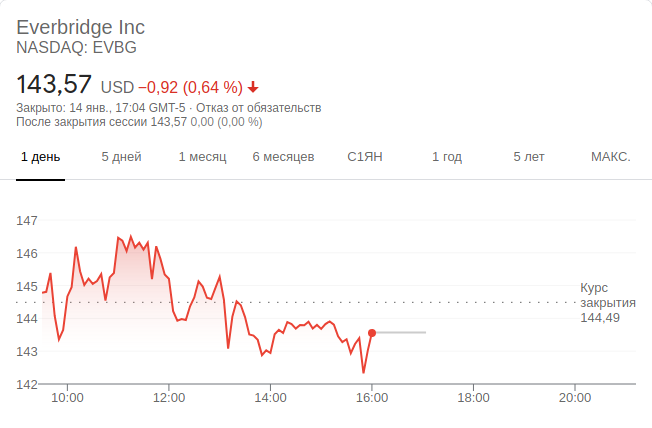 Everbridge Inc
NASDAQ: EVBG
143,57 USD −0,92 (0,64 %)
Закрыто: 14 янв., 17:04 GMT-5 · Отказ от обязательств
После закрытия сессии 143,57 0,00 (0,00 %)
1 день 5 дней 1 месяц 6 месяцев С1ЯН 1 год 5 лет МАКС.
147
146
145
144
143
142
Курс
закрытия
144,49
10:00 12:00 14:00 16:00 18:00 20:00